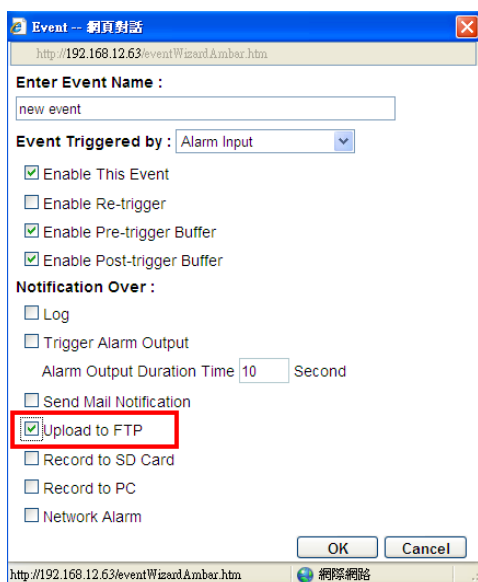 Event -- 網頁對話
http://192.168.12.63/eventWizardAmbar.htm
Enter Event Name :
new event
Event Triggered by : Alarm Input
Enable This Event
Enable Re-trigger
Enable Pre-trigger Buffer
Enable Post-trigger Buffer
Notification Over :
Log
Trigger Alarm Output
Alarm Output Duration Time 10 Second
Send Mail Notification
Upload to FTP
Record to SD Card
Record to PC
Network Alarm
OK Cancel
http://192.168.12.63/eventWizardAmbar.htm 網際網路